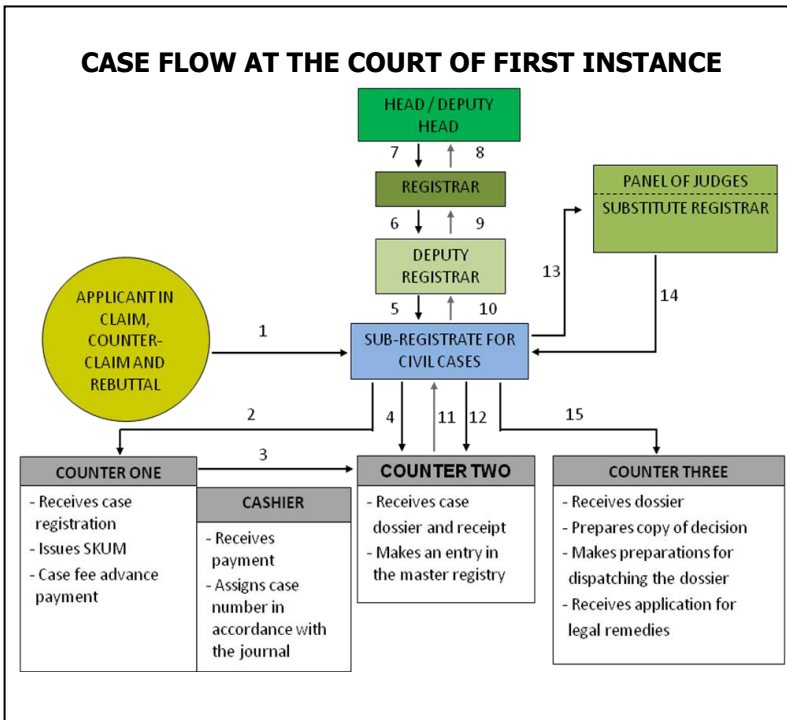 CASE FLOW AT THE COURT OF FIRST INSTANCE
HEAD / DEPUTY
HEAD
7
8
REGISTRAR
6
9
DEPUTY
REGISTRAR
5
10
PANEL OF JUDGES
SUBSTITUTE REGISTRAR
13
14
APPLICANT IN
CLAIM,
COUNTER-
CLAIM AND
REBUTTAL
1
SUB-REGISTRATE FOR
CIVIL CASES
2
4
11
12
15
COUNTER ONE
- Receives case
registration
- Issues SKUM
- Case fee advance
payment
3
CASHIER
- Receives
payment
- Assigns case
number in
accordance with
the journal
COUNTER TWO
- Receives case
dossier and receipt
- Makes an entry in
the master registry
COUNTER THREE
- Receives dossier
- Prepares copy of decision
- Makes preparations for
dispatching the dossier
- Receives application for
legal remedies